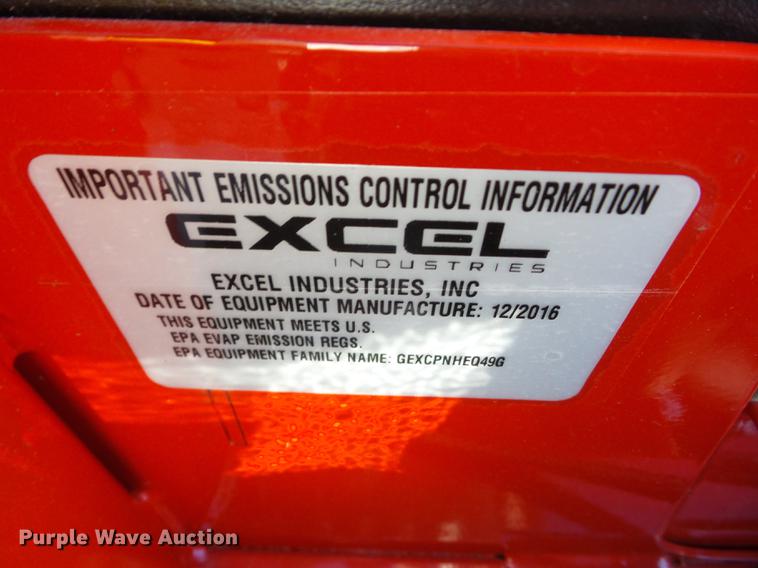 IMPORTANT EMISSIONS CONTROL INFORMATION
EXCEL
INDUSTRIES
EXCEL INDUSTRIES, INC
DATE OF EQUIPMENT MANUFACTURE: 12/2016
THIS EQUIPMENT MEETS U.S.
EPA EVAP EMISSION REGS.
EPA EQUIPMENT FAMILY NAME: GEXCPNHEQ49G
Purple Wave Auction